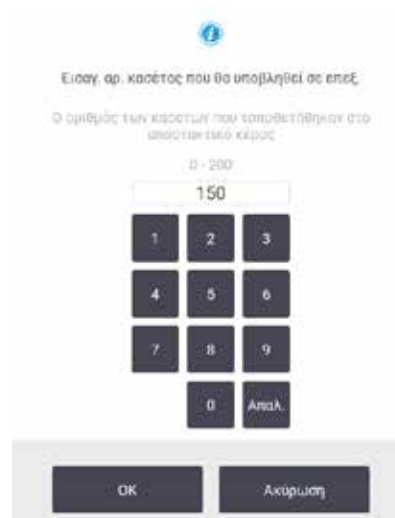 Εισαγ. αρ. κασέτος που θα υποβληθεί σε επεξ.
Ο αριθμός των κασετών που τοποθετήθηκαν στο
αποστακτικό κερος
0 - 200
150
1 2 3
4 5 6
7 8 9
0 Απαλ.
OK Ακύρωση